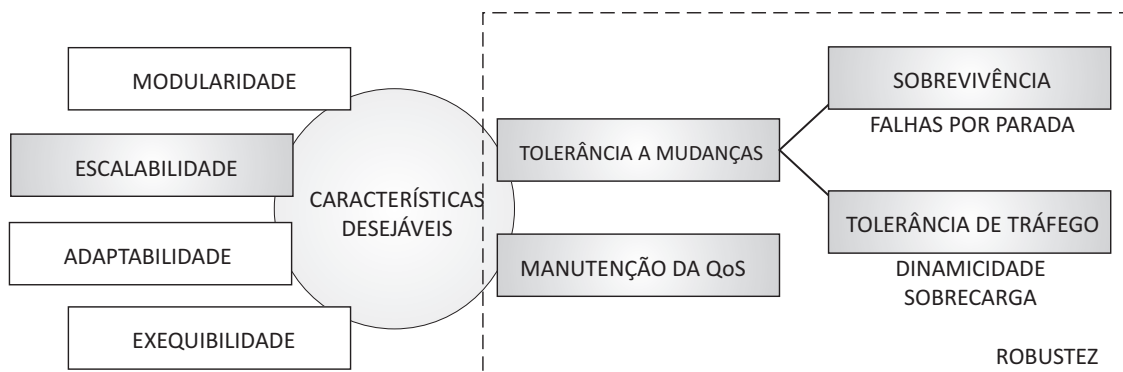 MODULARIDADE
ESCALABILIDADE
ADAPTABILIDADE
EXEQUIBILIDADE
CARACTERÍSTICAS
DESEJÁVEIS
TOLERÂNCIA A MUDANÇAS
MANUTENÇÃO DA QoS
SOBREVIVÊNCIA
FALHAS POR PARADA
TOLERÂNCIA DE TRÁFEGO
DINAMICIDADE
SOBRECARGA
ROBUSTEZ